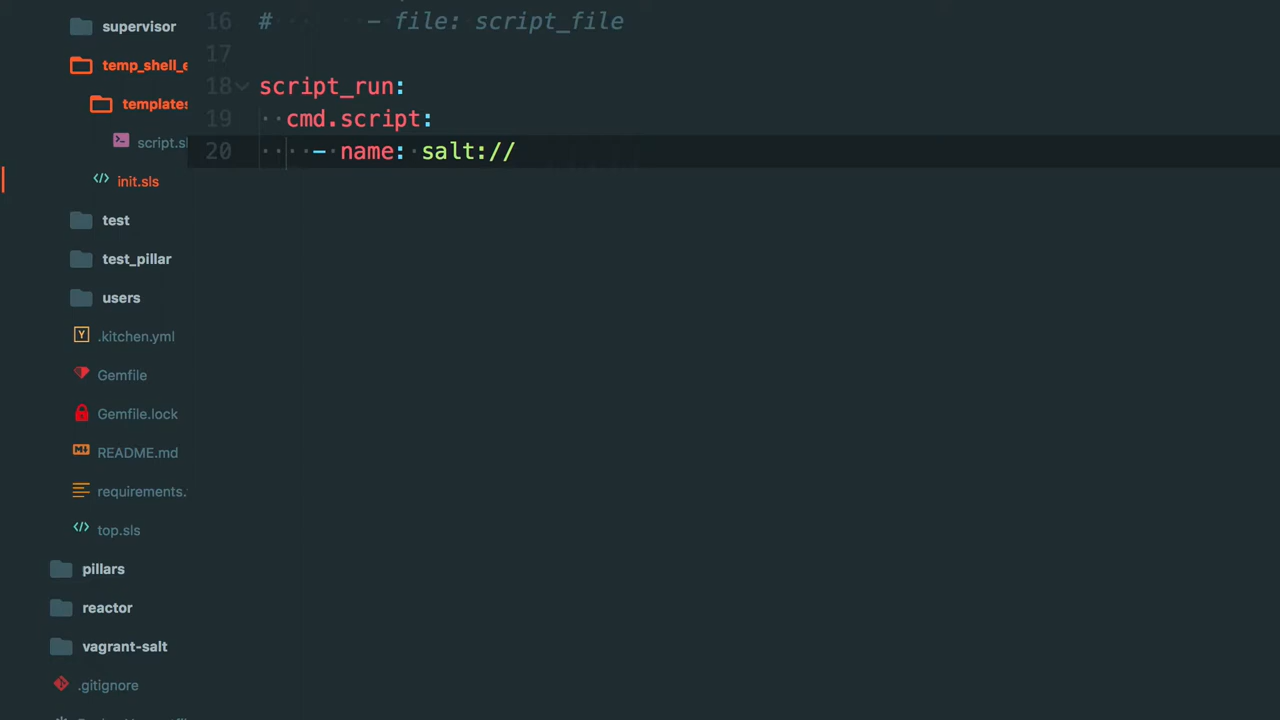 supervisor
temp_shell_e
templates
script.sl
init.sls
test
test_pillar
users
.kitchen.yml
Gemfile
Gemfile.lock
README.md
requirements.
top.sls
pillars
reactor
vagrant-salt
.gitignore
16 # - file: script_file
17
18 script_run:
19 cmd.script:
20 - name: salt://